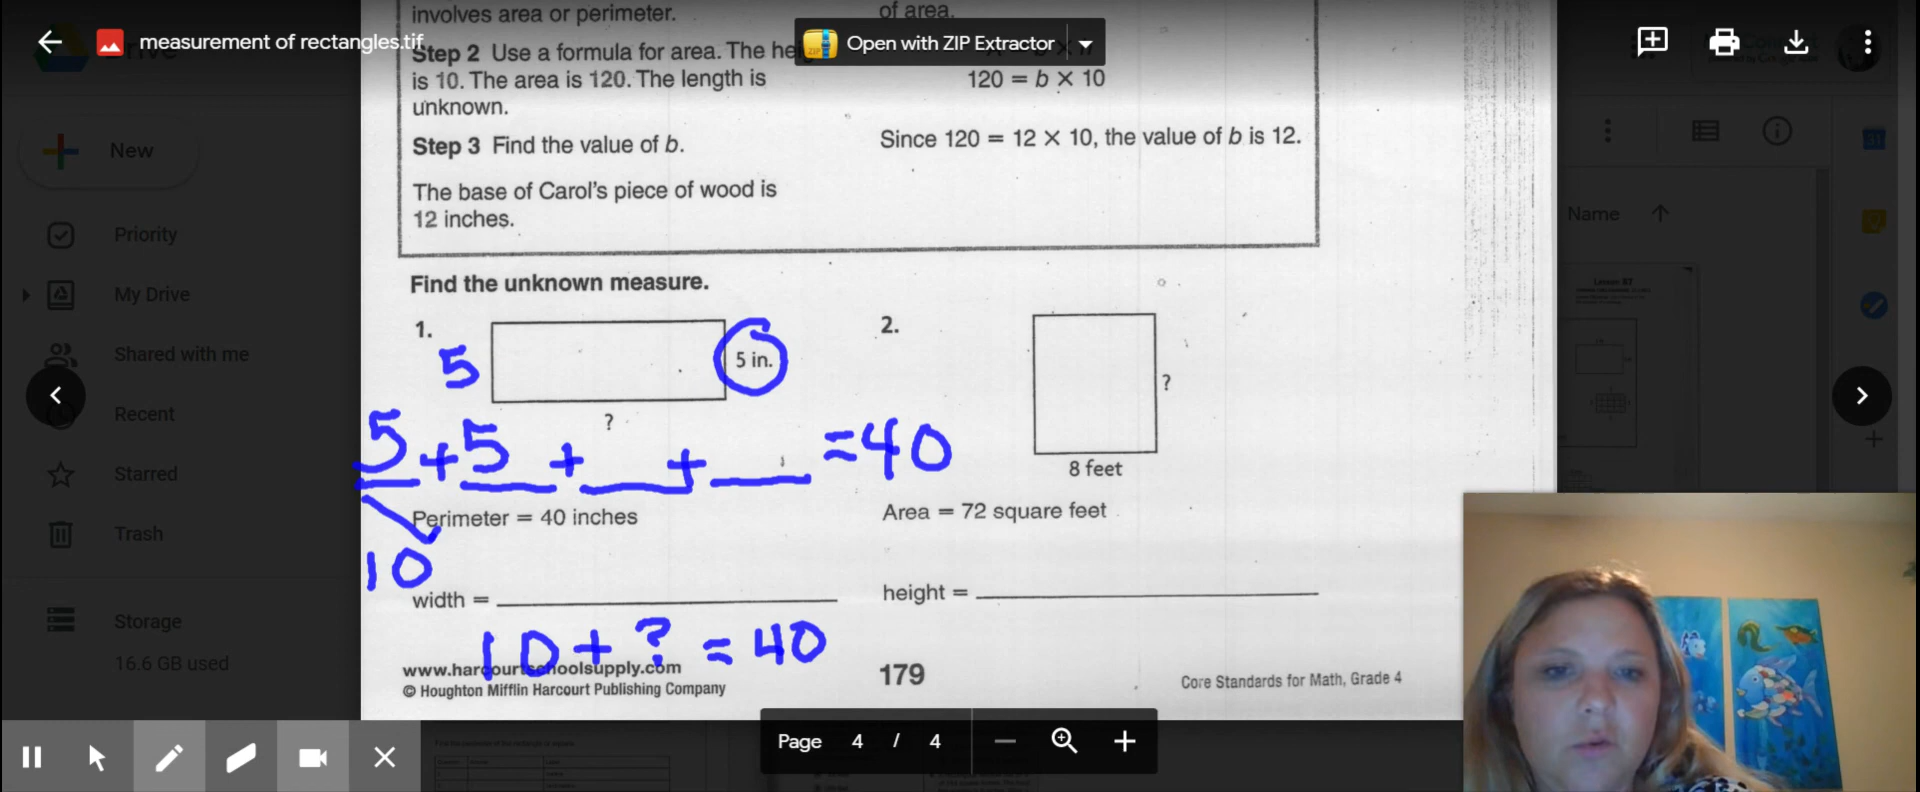 measurement of rectangles.tif
Open with ZIP Extractor
New
Priority
My Drive
Shared with me
Recent
Starred
Trash
Storage
16.6 GB used
Name
involves area or perimeter.
of area.
Step 2 Use a formula for area. The
is 10. The area is 120. The length is
unknown.
120 = b × 10
Step 3 Find the value of b.
Since 120 = 12 × 10, the value of b is 12.
The base of Carol's piece of wood is
12 inches.
Find the unknown measure.
1.
5
5 in.
?
5 + 5 + __ + __ = 40
Perimeter = 40 inches
10
width =
10 + ? = 40
2.
?
8 feet
Area = 72 square feet
height =
www.harcourtschoolsupply.com
© Houghton Mifflin Harcourt Publishing Company
179
Core Standards for Math, Grade 4
Page 4 / 4
31